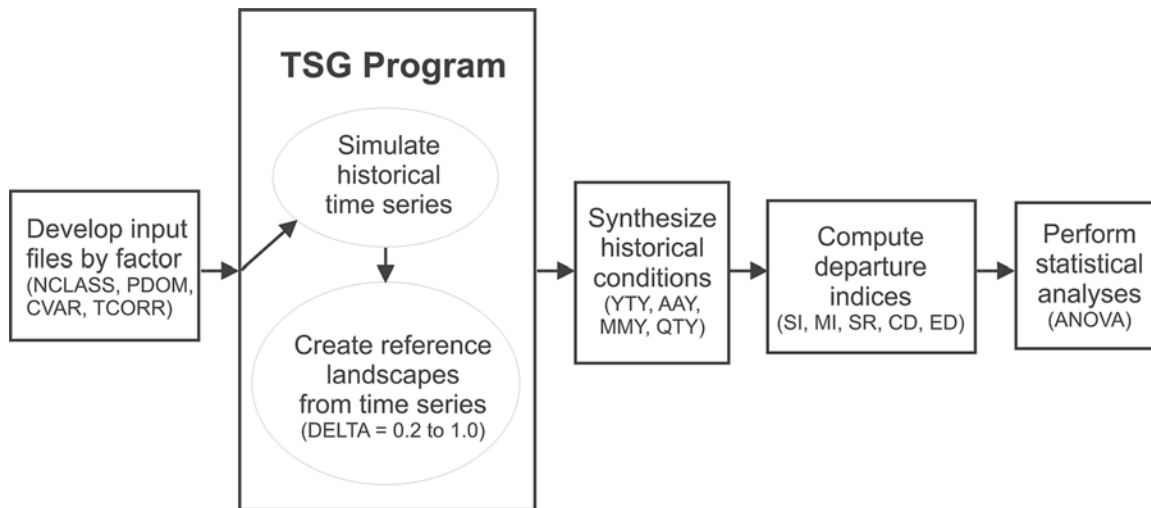 Develop input
files by factor
(NCLASS, PDOM,
CVAR, TCORR)
TSG Program
Simulate
historical
time series
Create reference
landscapes
from time series
(DELTA = 0.2 to 1.0)
Synthesize
historical
conditions
(YTY, AAY,
MMY, QTY)
Compute
departure
indices
(SI, MI, SR, CD, ED)
Perform
statistical
analyses
(ANOVA)